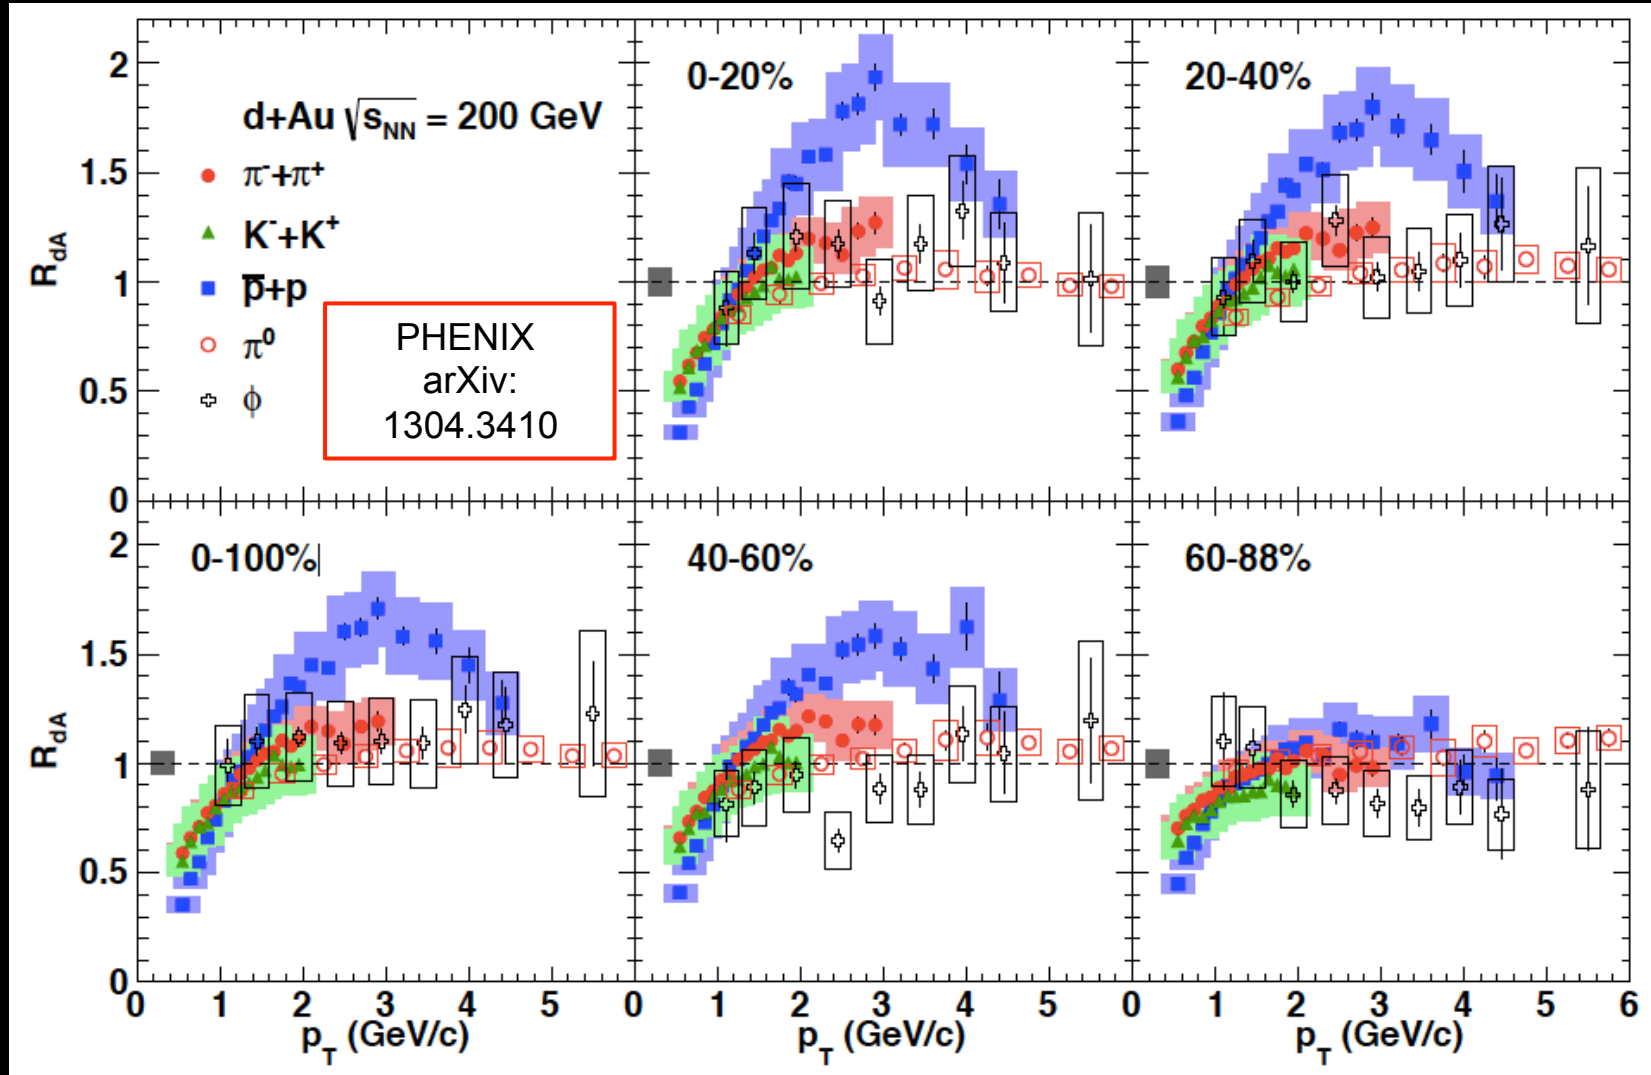 2
1.5
1
0.5
0
R_dA
d+Au √s_NN = 200 GeV
π⁻+π⁺
K⁻+K⁺
p̅+p
π⁰
ϕ
PHENIX
arXiv:
1304.3410
0-20%
20-40%
2
1.5
1
0.5
0
R_dA
0-100%
40-60%
60-88%
0 1 2 3 4 5
p_T (GeV/c)
0 1 2 3 4 5
p_T (GeV/c)
0 1 2 3 4 5 6
p_T (GeV/c)